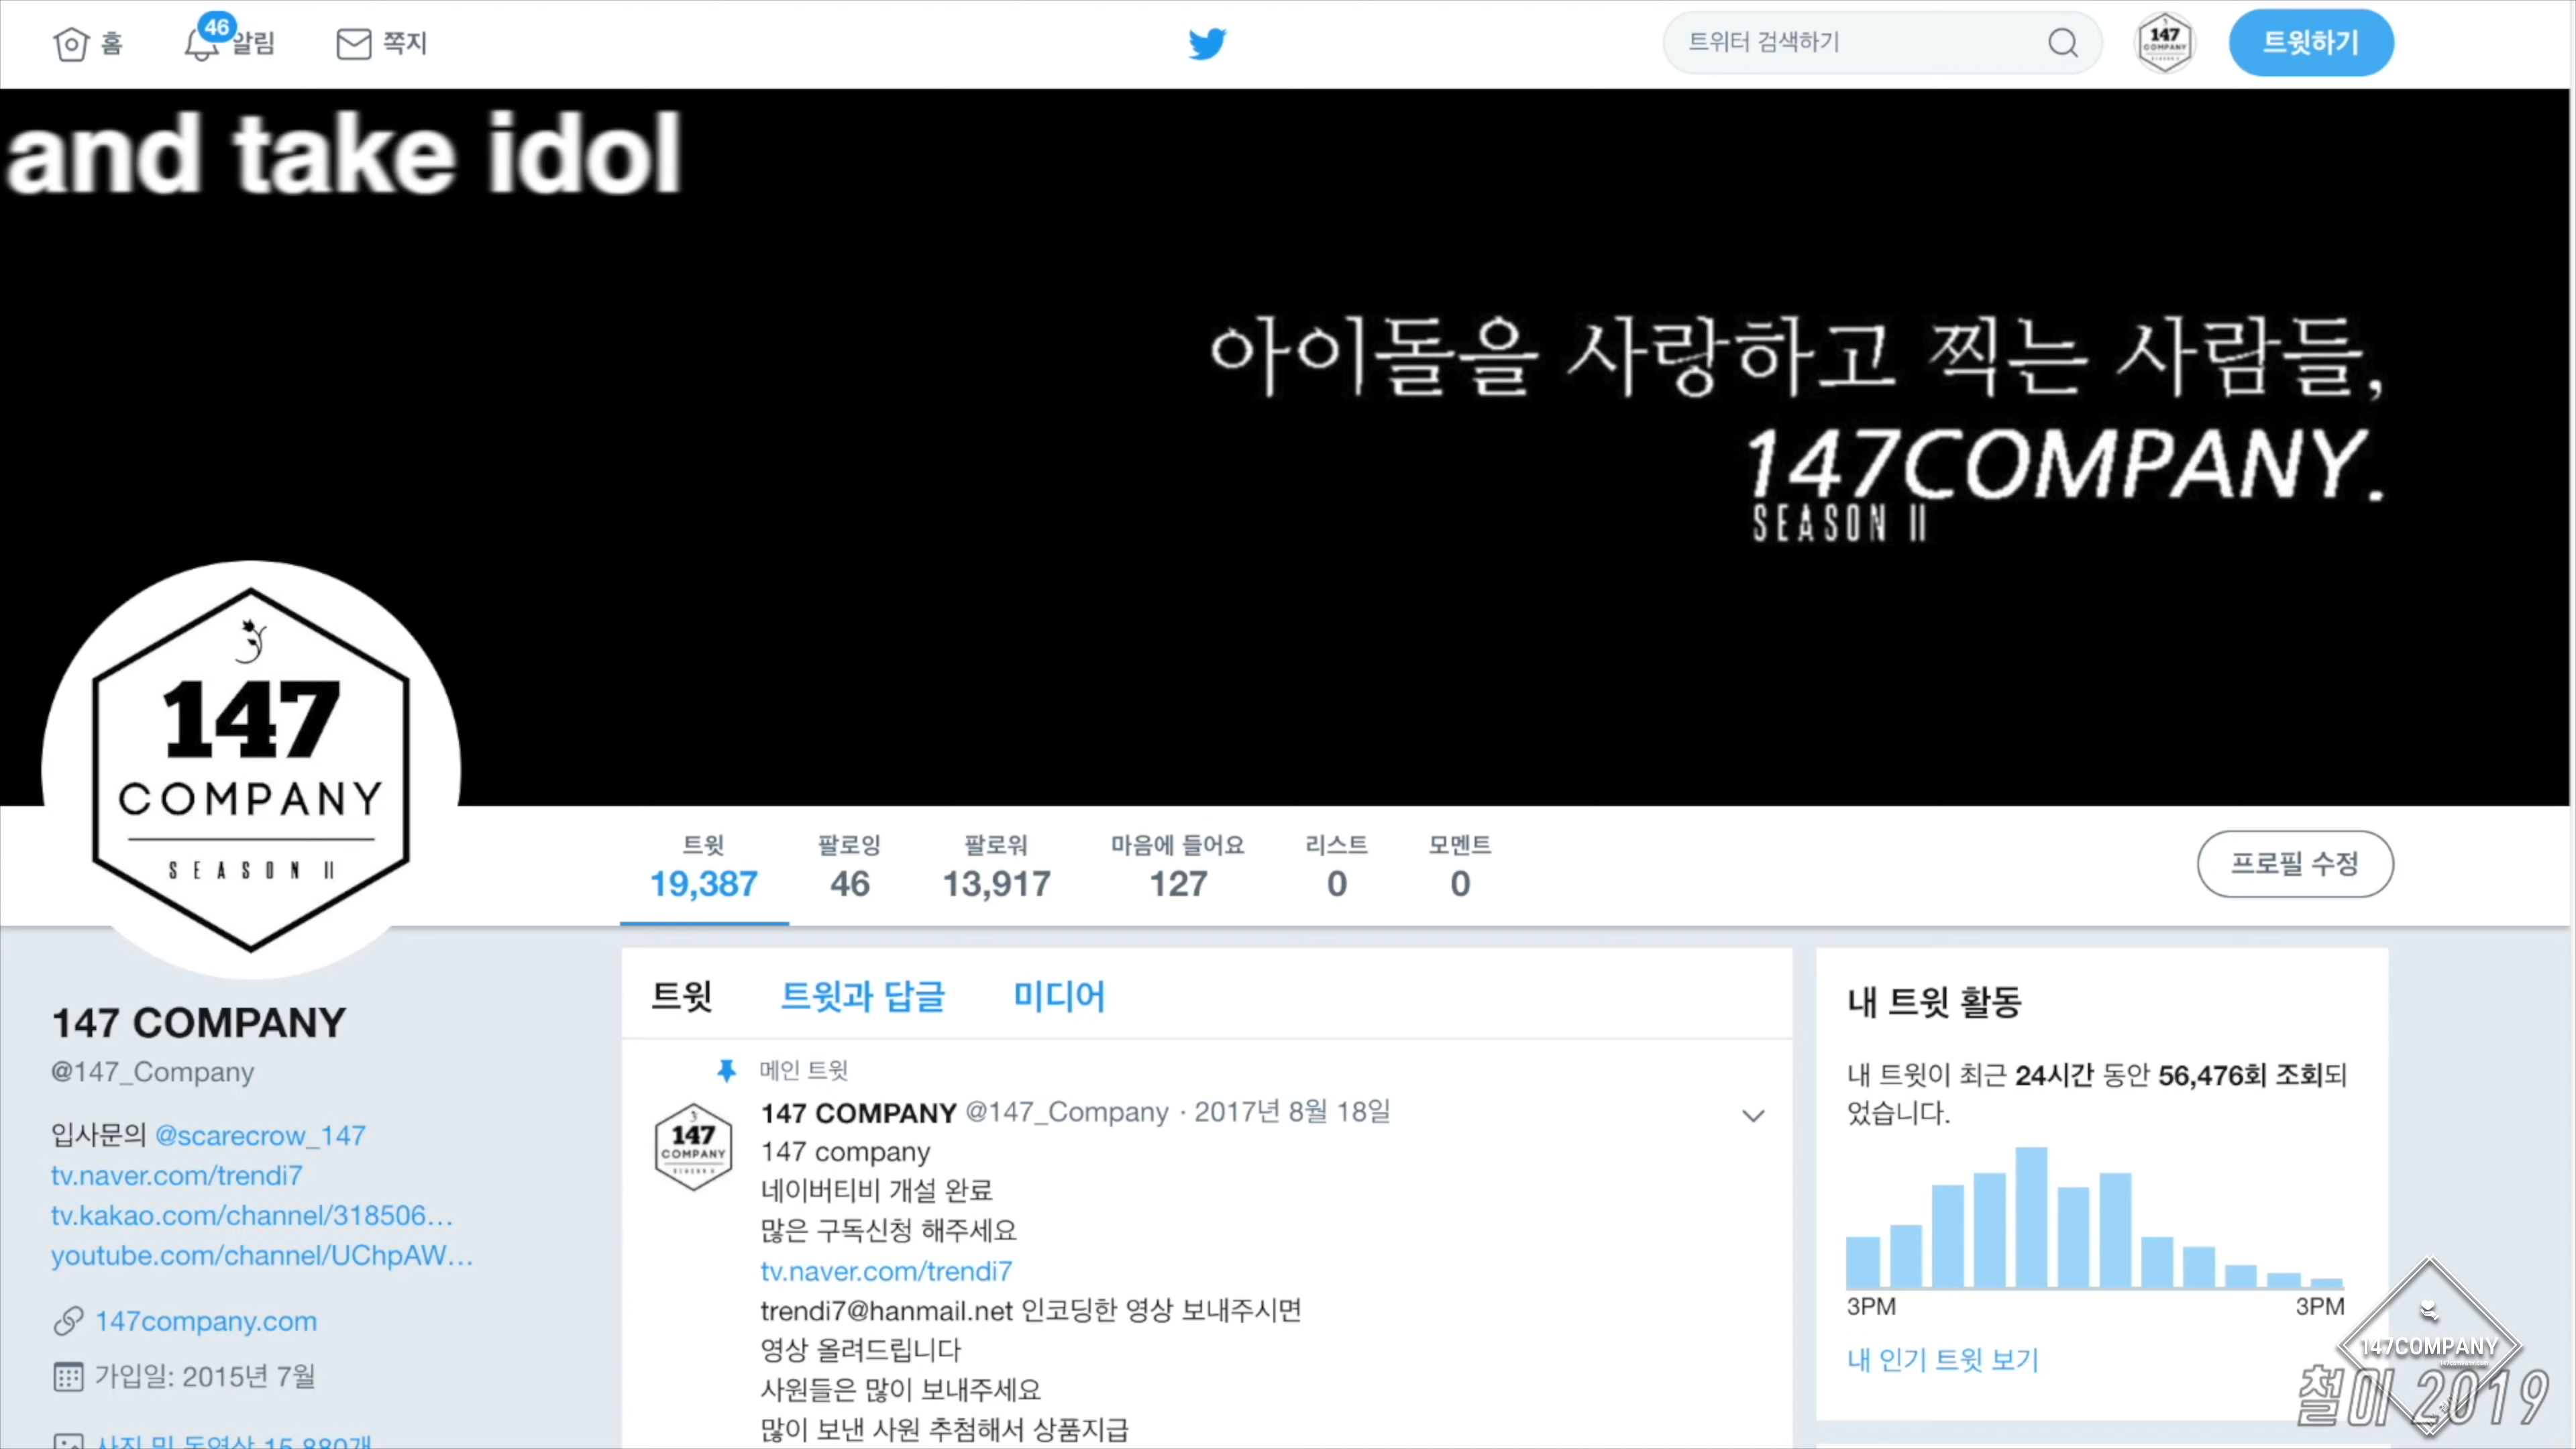 홈
46
알림
쪽지
트위터 검색하기
147
COMPANY
트윗하기
and take idol
아이돌을 사랑하고 찍는 사람들,
147COMPANY.
SEASON II
147
COMPANY
SEASON II
트윗
19,387
팔로잉
46
팔로워
13,917
마음에 들어요
127
리스트
0
모멘트
0
프로필 수정
147 COMPANY
@147_Company
입사문의 @scarecrow_147
tv.naver.com/trendi7
tv.kakao.com/channel/318506...
youtube.com/channel/UChpAW...
147company.com
가입일: 2015년 7월
사진 및 동영상 15,880개
트윗 트윗과 답글 미디어
메인 트윗
147 COMPANY @147_Company · 2017년 8월 18일
147
COMPANY
147 company
네이버티비 개설 완료
많은 구독신청 해주세요
tv.naver.com/trendi7
trendi7@hanmail.net 인코딩한 영상 보내주시면
영상 올려드립니다
사원들은 많이 보내주세요
많이 보낸 사원 추첨해서 상품지급
내 트윗 활동
내 트윗이 최근 24시간 동안 56,476회 조회되
었습니다.
3PM
3PM
내 인기 트윗 보기
147COMPANY
철이 2019